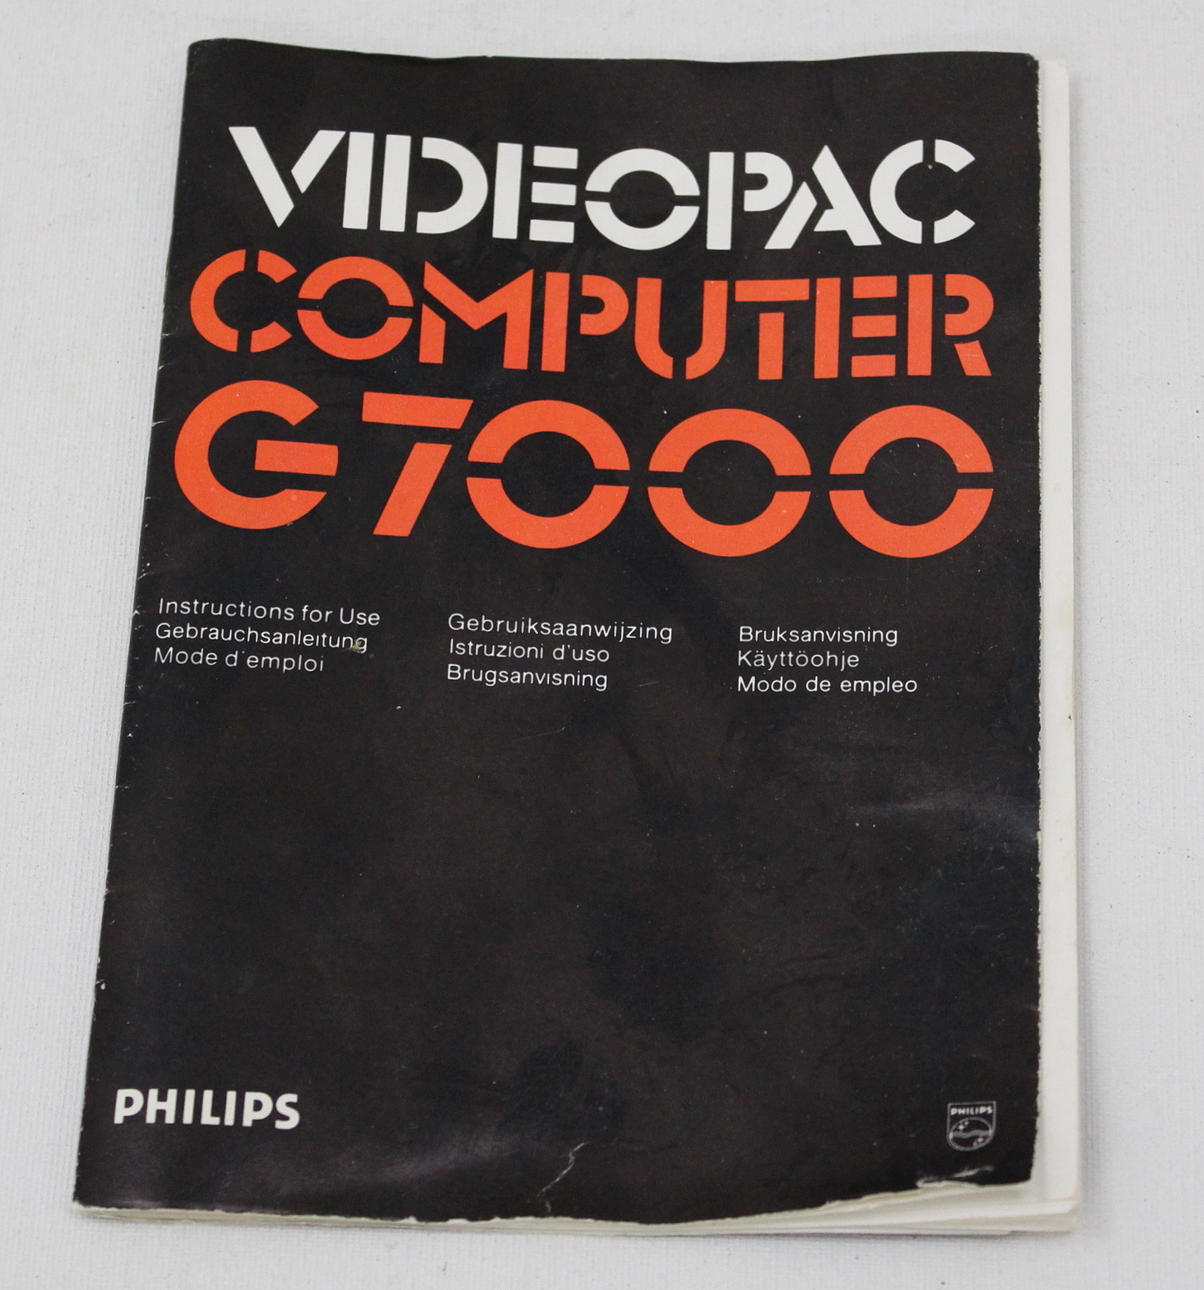 VIDEOPAC
COMPUTER
G7000
Instructions for Use
Gebrauchsanleitung
Mode d'emploi
Gebruiksaanwijzing
Istruzioni d'uso
Brugsanvisning
Bruksanvisning
Käyttöohje
Modo de empleo
PHILIPS
PHILIPS